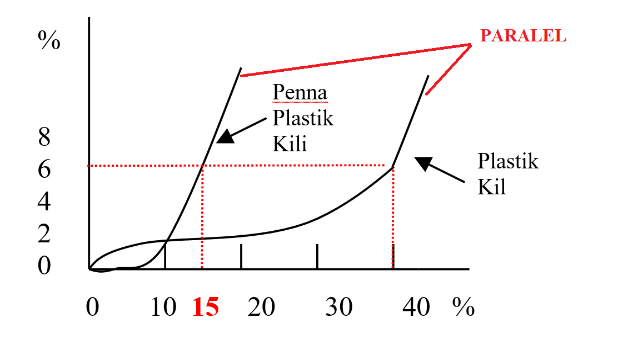 %
PARALEL
Penna
Plastik
Kili
Plastik
Kil
8
6
4
2
0
0 10 15 20 30 40 %